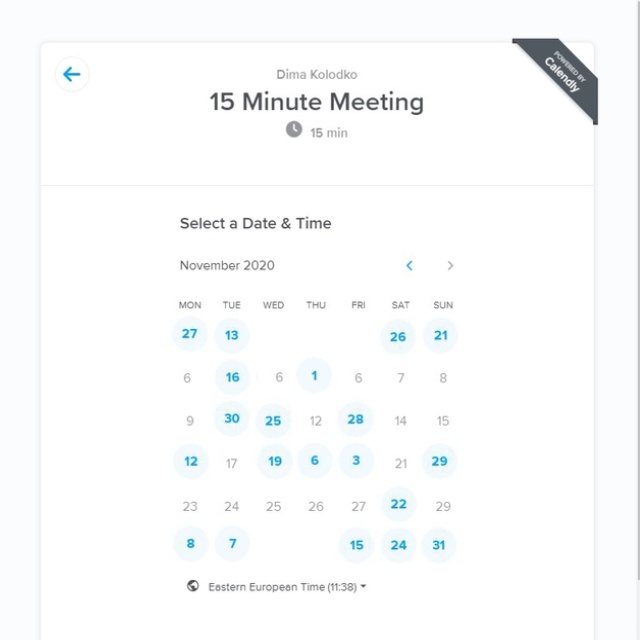 POWERED BY
Calendly
Dima Kolodko
15 Minute Meeting
15 min
Select a Date & Time
November 2020
MON TUE WED THU FRI SAT SUN
27 13 26 21
6 16 6 1 6 7 8
9 30 25 12 28 14 15
12 17 19 6 3 21 29
23 24 25 26 27 22 29
8 7 15 24 31
Eastern European Time (11:38)